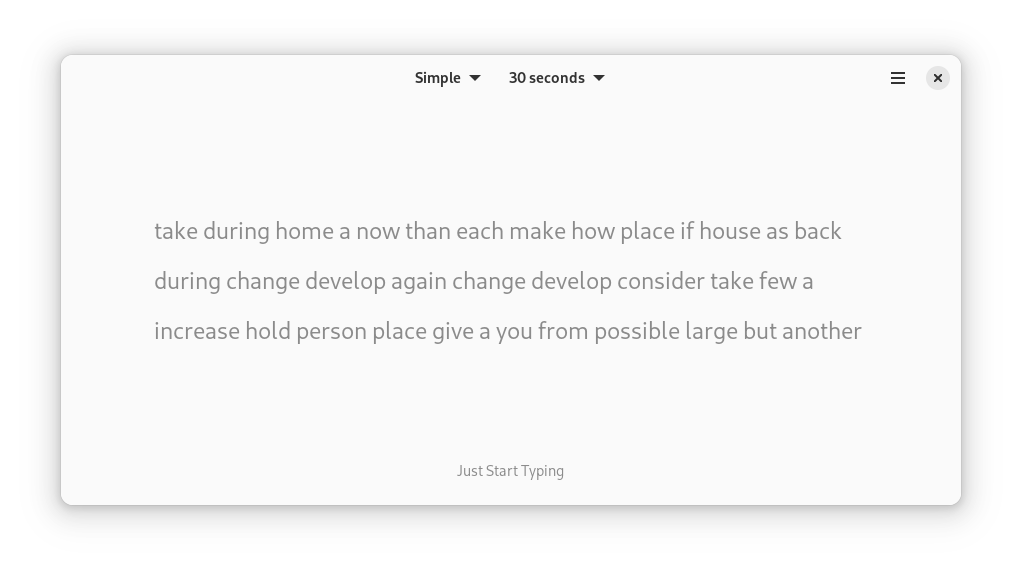 Simple 30 seconds
take during home a now than each make how place if house as back
during change develop again change develop consider take few a
increase hold person place give a you from possible large but another
Just Start Typing